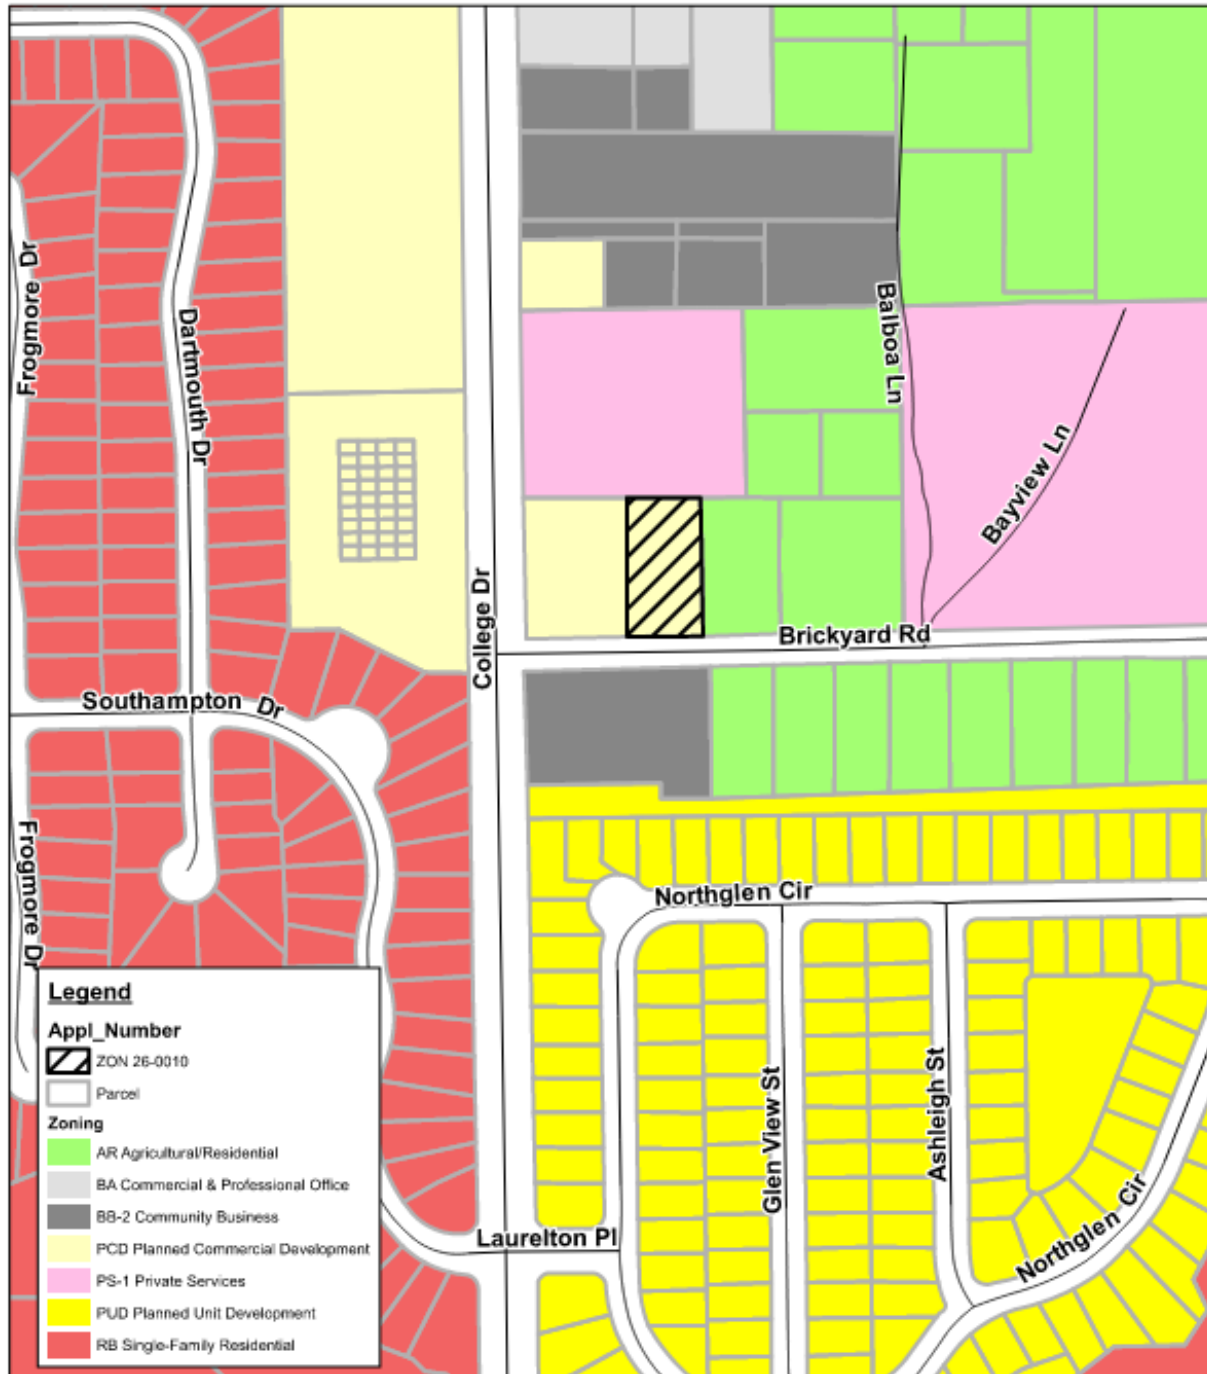 Frogmore Dr
Dartmouth Dr
Balboa Ln
Bayview Ln
College Dr
Brickyard Rd
Southampton Dr
Frogmore Dr
Northglen Cir
Glen View St
Ashleigh St
Northglen Cir
Laurelton Pl
Legend
Appl_Number
ZON 26-0010
Parcel
Zoning
AR Agricultural/Residential
BA Commercial & Professional Office
BB-2 Community Business
PCD Planned Commercial Development
PS-1 Private Services
PUD Planned Unit Development
RB Single-Family Residential